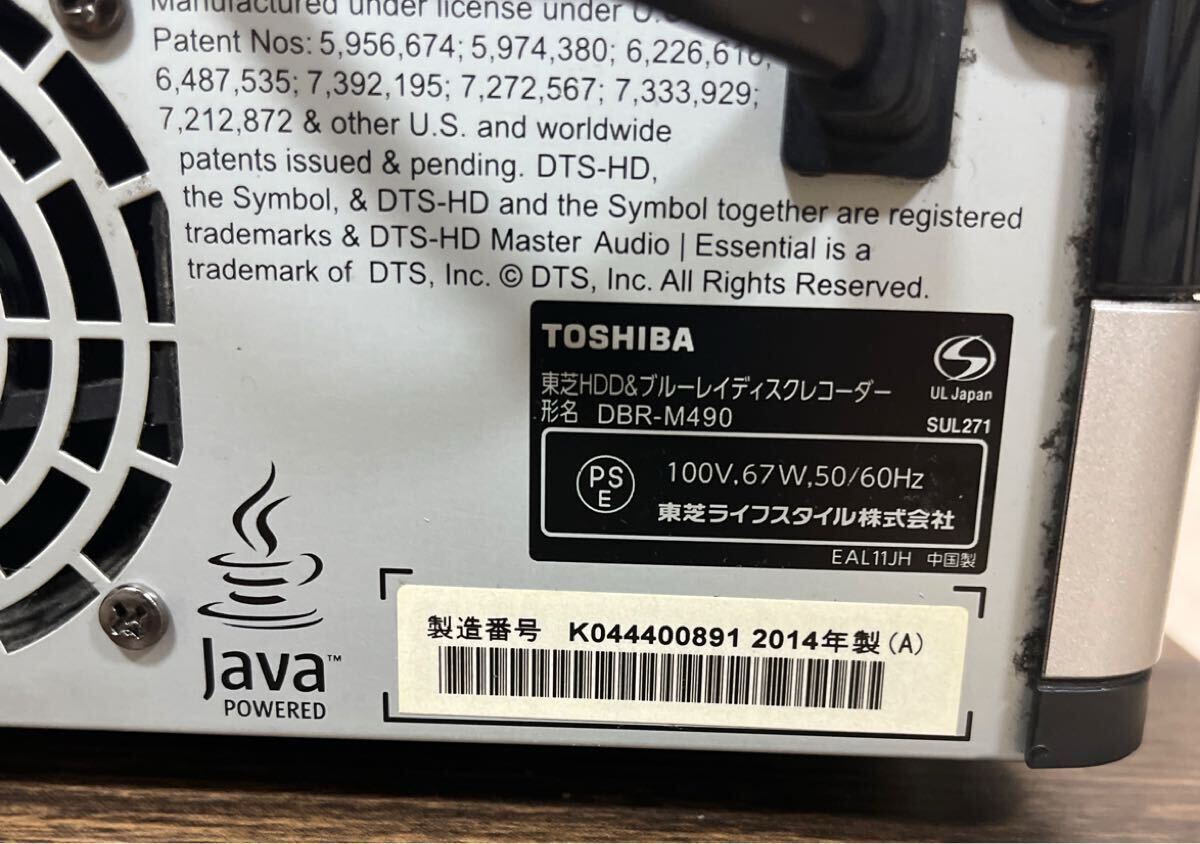 Manufactured under license under U.S.
Patent Nos: 5,956,674; 5,974,380; 6,226,616;
6,487,535; 7,392,195; 7,272,567; 7,333,929;
7,212,872 & other U.S. and worldwide
patents issued & pending. DTS-HD,
the Symbol, & DTS-HD and the Symbol together are registered
trademarks & DTS-HD Master Audio | Essential is a
trademark of DTS, Inc. © DTS, Inc. All Rights Reserved.
TOSHIBA
東芝HDD&ブルーレイディスクレコーダー
形名 DBR-M490
UL Japan
SUL271
PS
E
100V,67W,50/60Hz
東芝ライフスタイル株式会社
EAL11JH 中国製
Java™
POWERED
製造番号 K044400891 2014年製(A)